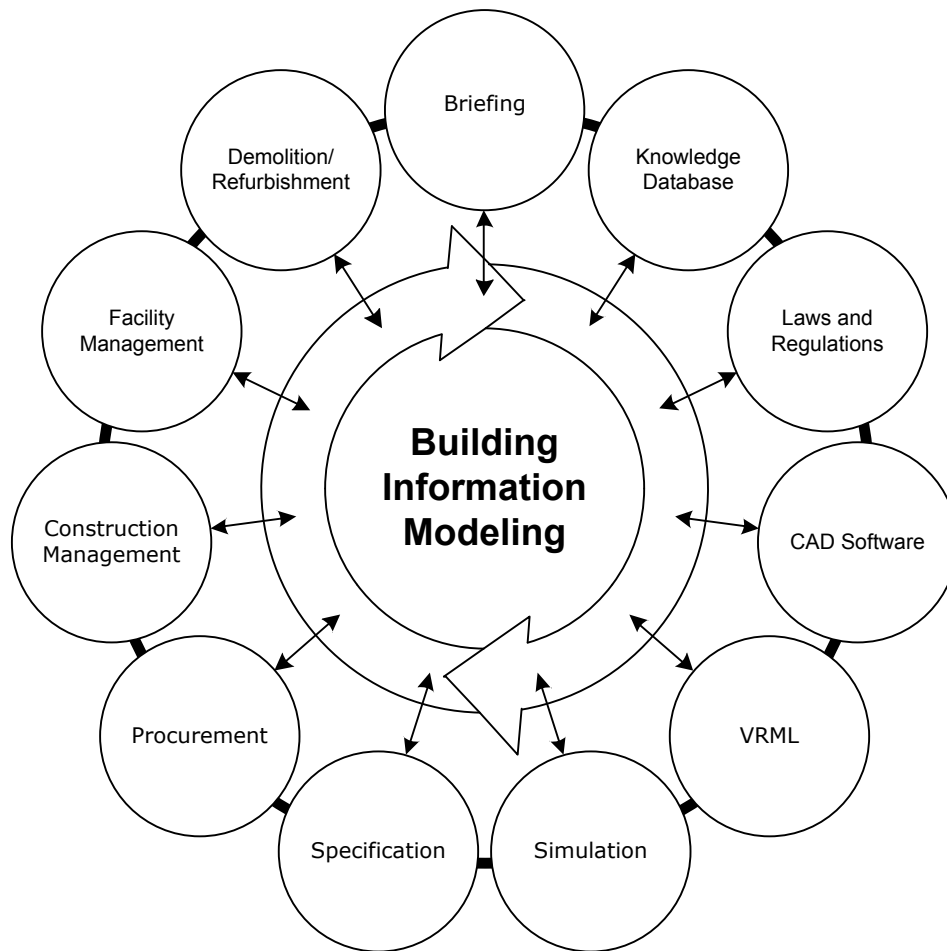 Briefing
Knowledge
Database
Laws and
Regulations
CAD Software
VRML
Simulation
Specification
Procurement
Construction
Management
Facility
Management
Demolition/
Refurbishment
Building
Information
Modeling